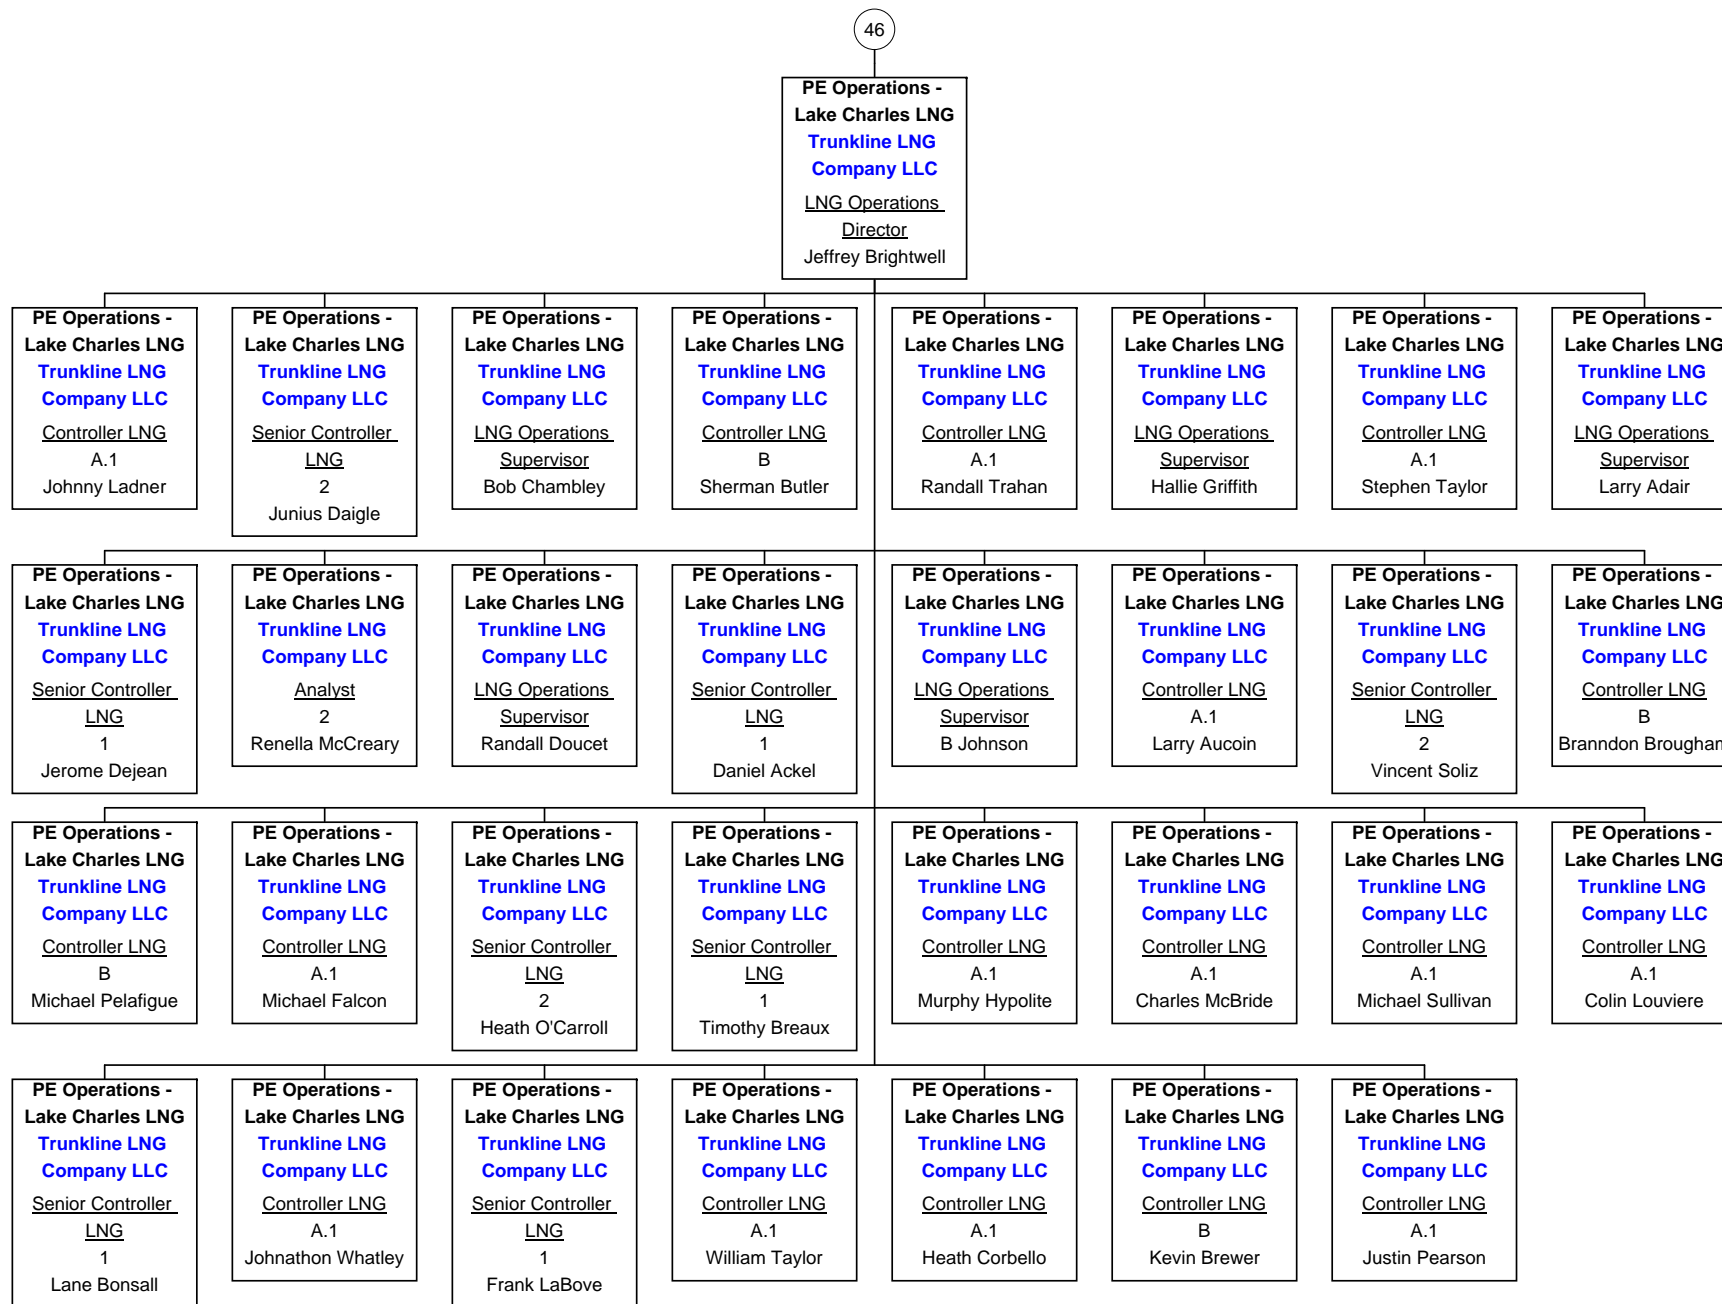 46
PE Operations -
Lake Charles LNG
Trunkline LNG
Company LLC
LNG Operations
Director
Jeffrey Brightwell
PE Operations -
Lake Charles LNG
Trunkline LNG
Company LLC
Controller LNG
A.1
Johnny Ladner
PE Operations -
Lake Charles LNG
Trunkline LNG
Company LLC
Senior Controller
LNG
2
Junius Daigle
PE Operations -
Lake Charles LNG
Trunkline LNG
Company LLC
LNG Operations
Supervisor
Bob Chambley
PE Operations -
Lake Charles LNG
Trunkline LNG
Company LLC
Controller LNG
B
Sherman Butler
PE Operations -
Lake Charles LNG
Trunkline LNG
Company LLC
Controller LNG
A.1
Randall Trahan
PE Operations -
Lake Charles LNG
Trunkline LNG
Company LLC
LNG Operations
Supervisor
Hallie Griffith
PE Operations -
Lake Charles LNG
Trunkline LNG
Company LLC
Controller LNG
A.1
Stephen Taylor
PE Operations -
Lake Charles LNG
Trunkline LNG
Company LLC
LNG Operations
Supervisor
Larry Adair
PE Operations -
Lake Charles LNG
Trunkline LNG
Company LLC
Senior Controller
LNG
1
Jerome Dejean
PE Operations -
Lake Charles LNG
Trunkline LNG
Company LLC
Analyst
2
Renella McCreary
PE Operations -
Lake Charles LNG
Trunkline LNG
Company LLC
LNG Operations
Supervisor
Randall Doucet
PE Operations -
Lake Charles LNG
Trunkline LNG
Company LLC
Senior Controller
LNG
1
Daniel Ackel
PE Operations -
Lake Charles LNG
Trunkline LNG
Company LLC
LNG Operations
Supervisor
B Johnson
PE Operations -
Lake Charles LNG
Trunkline LNG
Company LLC
Controller LNG
A.1
Larry Aucoin
PE Operations -
Lake Charles LNG
Trunkline LNG
Company LLC
Senior Controller
LNG
2
Vincent Soliz
PE Operations -
Lake Charles LNG
Trunkline LNG
Company LLC
Controller LNG
B
Branndon Brougham
PE Operations -
Lake Charles LNG
Trunkline LNG
Company LLC
Controller LNG
B
Michael Pelafigue
PE Operations -
Lake Charles LNG
Trunkline LNG
Company LLC
Controller LNG
A.1
Michael Falcon
PE Operations -
Lake Charles LNG
Trunkline LNG
Company LLC
Senior Controller
LNG
2
Heath O'Carroll
PE Operations -
Lake Charles LNG
Trunkline LNG
Company LLC
Senior Controller
LNG
1
Timothy Breaux
PE Operations -
Lake Charles LNG
Trunkline LNG
Company LLC
Controller LNG
A.1
Murphy Hypolite
PE Operations -
Lake Charles LNG
Trunkline LNG
Company LLC
Controller LNG
A.1
Charles McBride
PE Operations -
Lake Charles LNG
Trunkline LNG
Company LLC
Controller LNG
A.1
Michael Sullivan
PE Operations -
Lake Charles LNG
Trunkline LNG
Company LLC
Controller LNG
A.1
Colin Louviere
PE Operations -
Lake Charles LNG
Trunkline LNG
Company LLC
Senior Controller
LNG
1
Lane Bonsall
PE Operations -
Lake Charles LNG
Trunkline LNG
Company LLC
Controller LNG
A.1
Johnathon Whatley
PE Operations -
Lake Charles LNG
Trunkline LNG
Company LLC
Senior Controller
LNG
1
Frank LaBove
PE Operations -
Lake Charles LNG
Trunkline LNG
Company LLC
Controller LNG
A.1
William Taylor
PE Operations -
Lake Charles LNG
Trunkline LNG
Company LLC
Controller LNG
A.1
Heath Corbello
PE Operations -
Lake Charles LNG
Trunkline LNG
Company LLC
Controller LNG
B
Kevin Brewer
PE Operations -
Lake Charles LNG
Trunkline LNG
Company LLC
Controller LNG
A.1
Justin Pearson